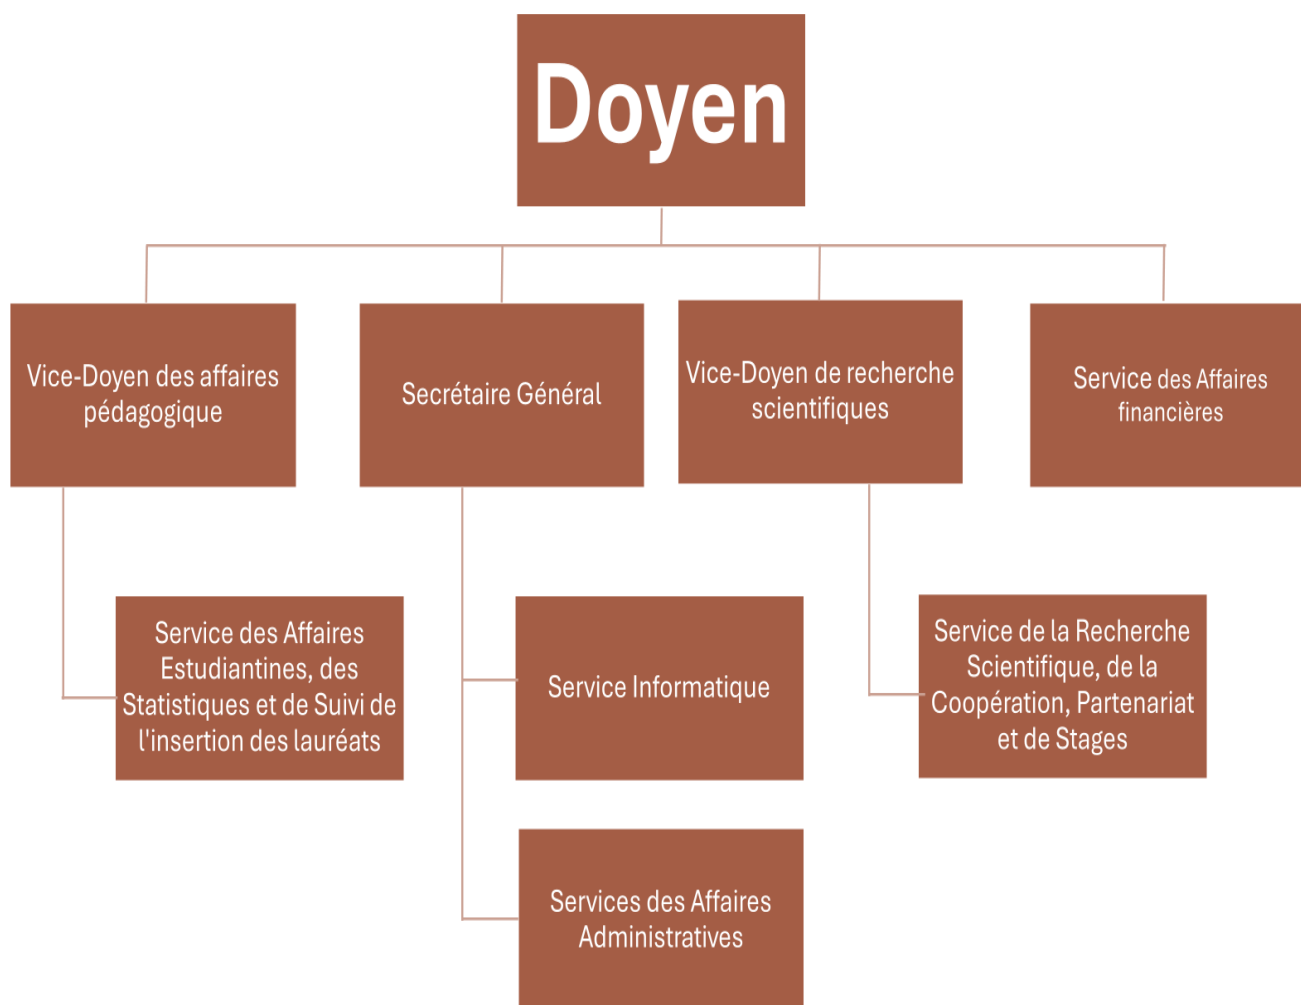 Doyen
Vice-Doyen des affaires
pédagogique
Secrétaire Général
Vice-Doyen de recherche
scientifiques
Service des Affaires
financières
Service des Affaires
Estudiantines, des
Statistiques et de Suivi de
l'insertion des lauréats
Service Informatique
Service de la Recherche
Scientifique, de la
Coopération, Partenariat
et de Stages
Services des Affaires
Administratives